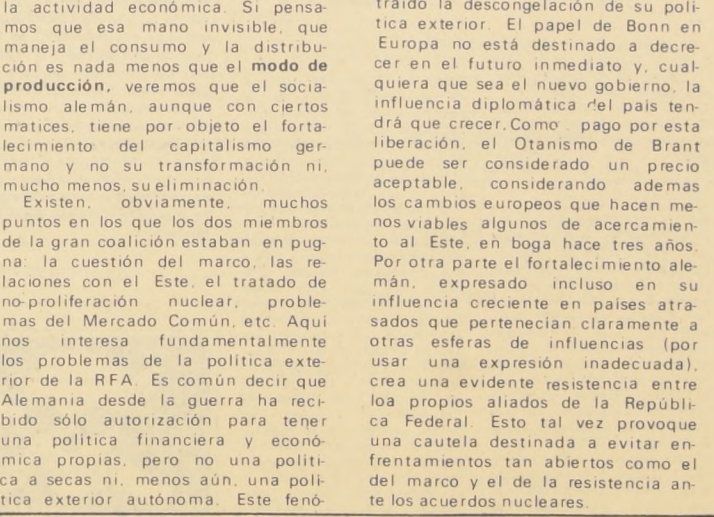 la actividad económica. Si pensa-
mos que esa mano invisible, que
maneja el consumo y la distribu-
ción es nada menos que el modo de
producción, veremos que el socia-
lismo alemán, aunque con ciertos
matices, tiene por objeto el forta-
lecimiento del capitalismo ger-
mano y no su transformación ni,
mucho menos, su eliminación.
Existen, obviamente, muchos
puntos en los que los dos miembros
de la gran coalición estaban en pug-
na: la cuestión del marco, las re-
laciones con el Este, el tratado de
no-proliferación nuclear, proble-
mas del Mercado Común, etc. Aquí
nos interesa fundamentalmente
los problemas de la política exte-
rior de la RFA. Es común decir que
Alemania desde la guerra ha reci-
bido sólo autorización para tener
una política financiera y econó-
mica propias, pero no una políti-
ca a secas ni, menos aún, una polí-
tica exterior autónoma. Este fenó-
traído la descongelación de su polí-
tica exterior. El papel de Bonn en
Europa no está destinado a decre-
cer en el futuro inmediato y, cual-
quiera que sea el nuevo gobierno, la
influencia diplomática del país ten-
drá que crecer, Como pago por esta
liberación, el Otanismo de Brant
puede ser considerado un precio
aceptable, considerando ademas
los cambios europeos que hacen me-
nos viables algunos de acercamien-
to al Este, en boga hace tres años.
Por otra parte el fortalecimiento ale-
mán, expresado incluso en su
influencia creciente en países atra-
sados que pertenecían claramente a
otras esferas de influencias (por
usar una expresión inadecuada),
crea una evidente resistencia entre
loa propios aliados de la Repúbli-
ca Federal. Esto tal vez provoque
una cautela destinada a evitar en-
frentamientos tan abiertos como el
del marco y el de la resistencia an-
te los acuerdos nucleares.